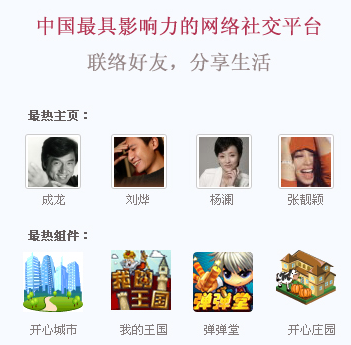 中国最具影响力的网络社交平台
联络好友，分享生活
最热主页：
成龙 刘烨 杨澜 张靓颖
最热组件：
我的王国
开心城市 我的王国 弹弹堂 开心庄园